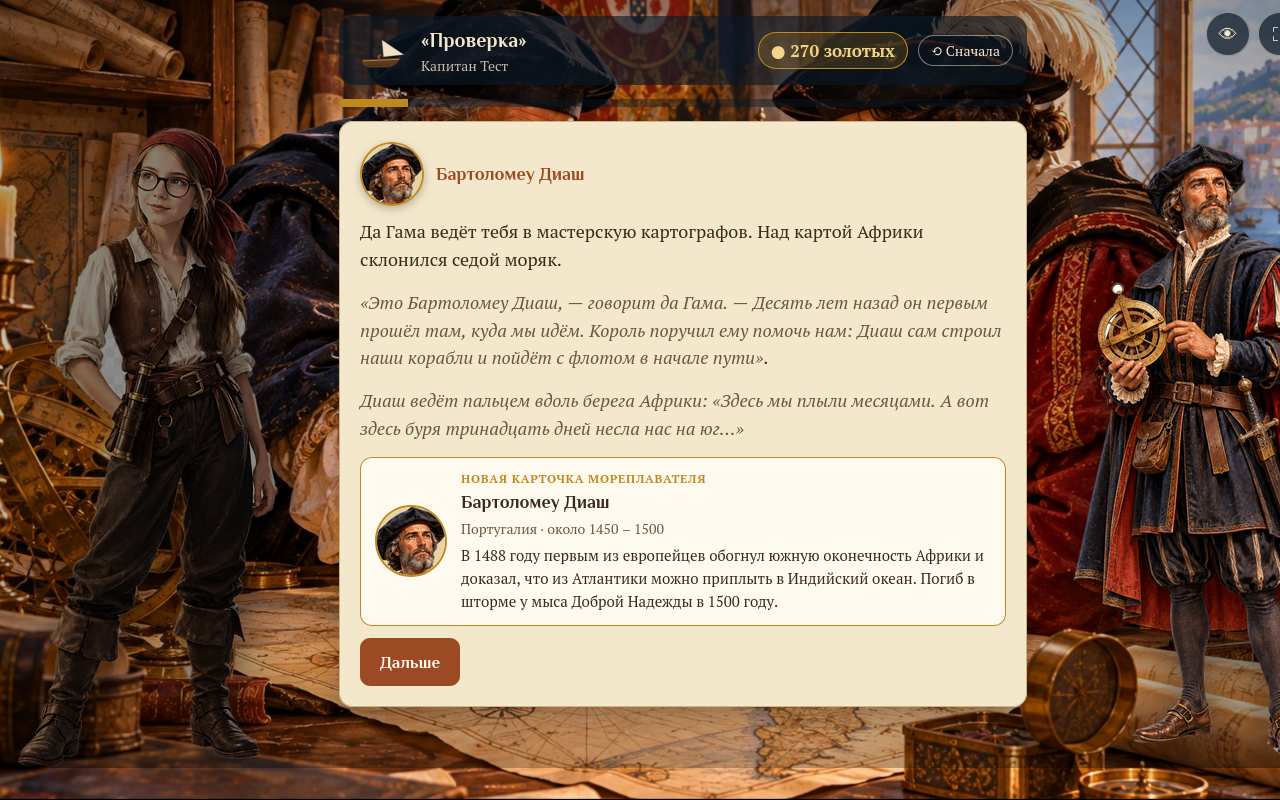 «Проверка»
Капитан Тест
270 золотых
⟲ Сначала
Бартоломеу Диаш
Да Гама ведёт тебя в мастерскую картографов. Над картой Африки
склонился седой моряк.
«Это Бартоломеу Диаш, — говорит да Гама. — Десять лет назад он первым
прошёл там, куда мы идём. Король поручил ему помочь нам: Диаш сам строил
наши корабли и пойдёт с флотом в начале пути».
Диаш ведёт пальцем вдоль берега Африки: «Здесь мы плыли месяцами. А вот
здесь буря тринадцать дней несла нас на юг…»
НОВАЯ КАРТОЧКА МОРЕПЛАВАТЕЛЯ
Бартоломеу Диаш
Португалия · около 1450 – 1500
В 1488 году первым из европейцев обогнул южную оконечность Африки и
доказал, что из Атлантики можно приплыть в Индийский океан. Погиб в
шторме у мыса Доброй Надежды в 1500 году.
Дальше